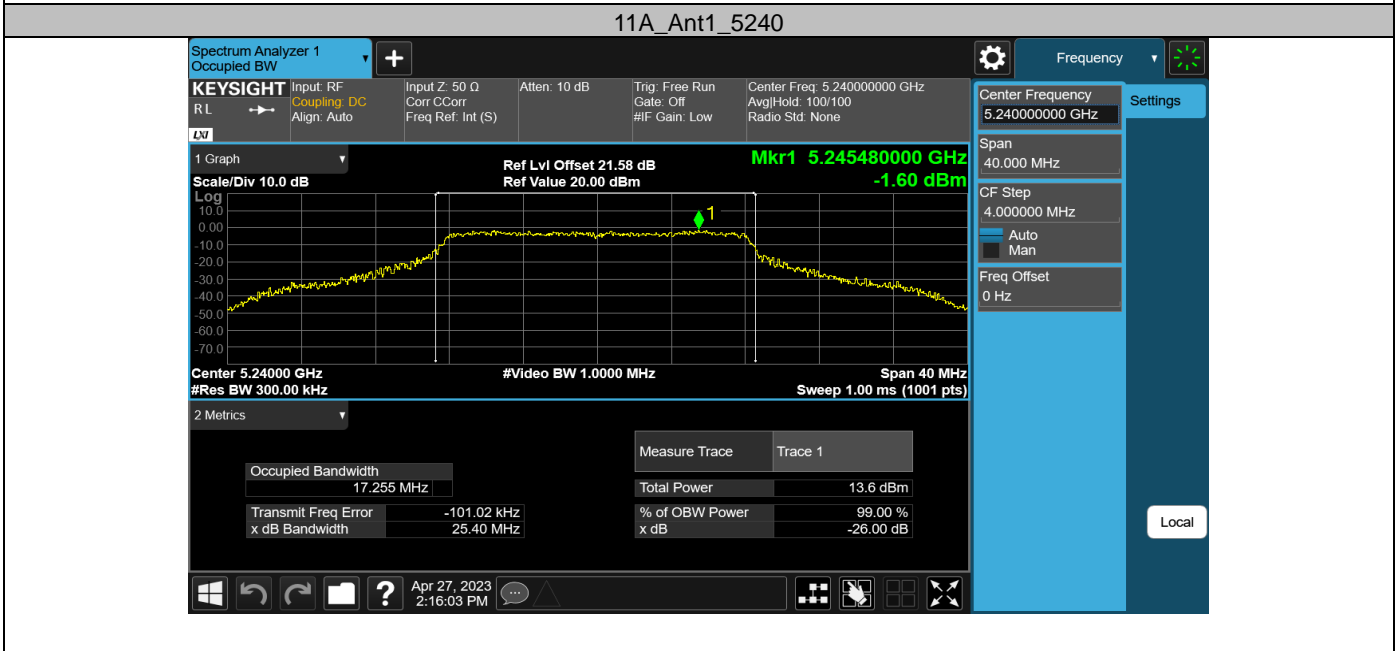 11A_Ant1_5240
Spectrum Analyzer 1
Occupied BW
+
Frequency
KEYSIGHT
R L
LXI
Input: RF
Coupling: DC
Align: Auto
Input Z: 50 Ω
Corr CCorr
Freq Ref: Int (S)
Atten: 10 dB
Trig: Free Run
Gate: Off
#IF Gain: Low
Center Freq: 5.240000000 GHz
Avg|Hold: 100/100
Radio Std: None
Center Frequency
5.240000000 GHz
Settings
Span
40.000 MHz
CF Step
4.000000 MHz
Auto
Man
Freq Offset
0 Hz
Local
1 Graph
Scale/Div 10.0 dB
Ref Lvl Offset 21.58 dB
Ref Value 20.00 dBm
Mkr1 5.245480000 GHz
-1.60 dBm
Log
10.0
0.00
-10.0
-20.0
-30.0
-40.0
-50.0
-60.0
-70.0
1
Center 5.24000 GHz
#Video BW 1.0000 MHz
Span 40 MHz
#Res BW 300.00 kHz
Sweep 1.00 ms (1001 pts)
2 Metrics
Measure Trace Trace 1
Occupied Bandwidth
17.255 MHz
Total Power 13.6 dBm
Transmit Freq Error -101.02 kHz
% of OBW Power 99.00 %
x dB Bandwidth 25.40 MHz
x dB -26.00 dB
?
Apr 27, 2023
2:16:03 PM